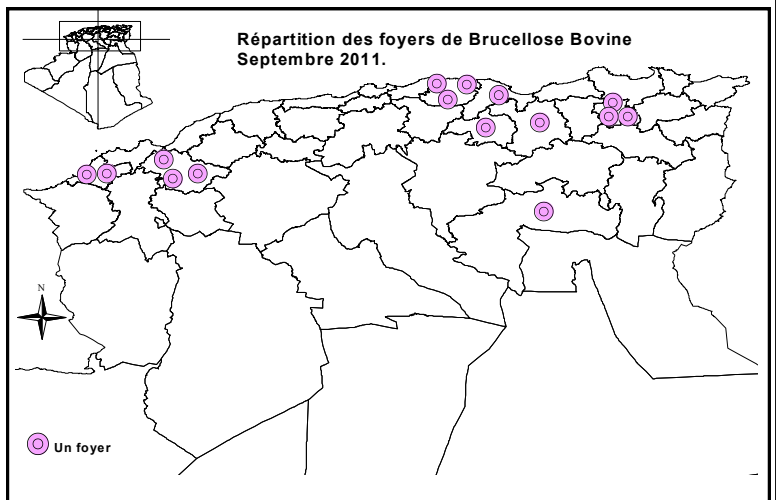 Répartition des foyers de Brucellose Bovine
Septembre 2011.
N
Un foyer